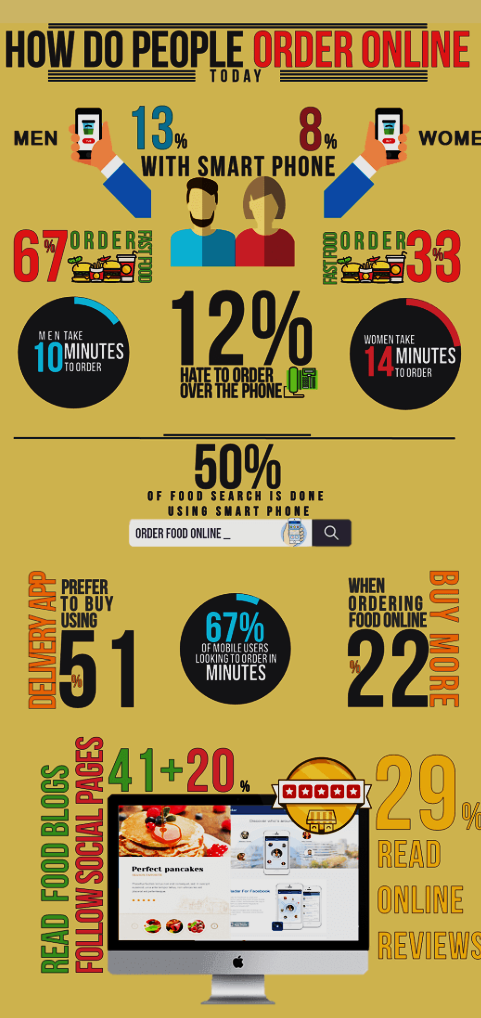 HOW DO PEOPLE ORDER ONLINE
TODAY
MEN
13%
8%
WOME
WITH SMART PHONE
67%
ORDER
FAST FOOD
FAST FOOD
ORDER
33%
MEN TAKE
10 MINUTES
TO ORDER
12%
HATE TO ORDER
OVER THE PHONE
WOMEN TAKE
14 MINUTES
TO ORDER
50%
OF FOOD SEARCH IS DONE
USING SMART PHONE
ORDER FOOD ONLINE _
DELIVERY APP
PREFER
TO BUY
USING
%51
67%
OF MOBILE USERS
LOOKING TO ORDER IN
MINUTES
WHEN
ORDERING
FOOD ONLINE
%22
BUY MORE
READ FOOD BLOGS
FOLLOW SOCIAL PAGES
41+20%
Perfect pancakes
29%
READ
ONLINE
REVIEWS